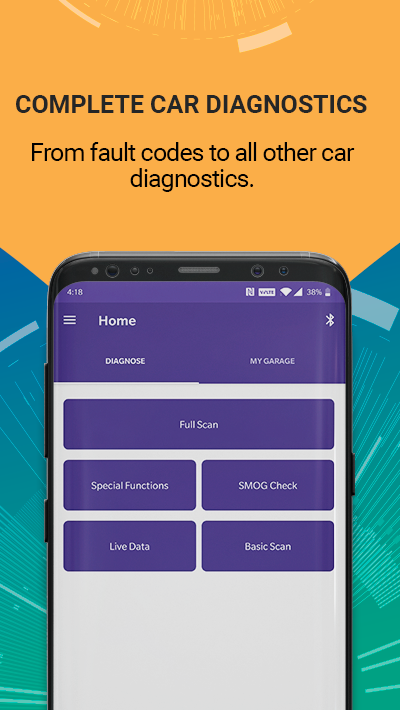 COMPLETE CAR DIAGNOSTICS
From fault codes to all other car
diagnostics.
4:18
VoLTE
38%
Home
DIAGNOSE
MY GARAGE
Full Scan
Special Functions
SMOG Check
Live Data
Basic Scan